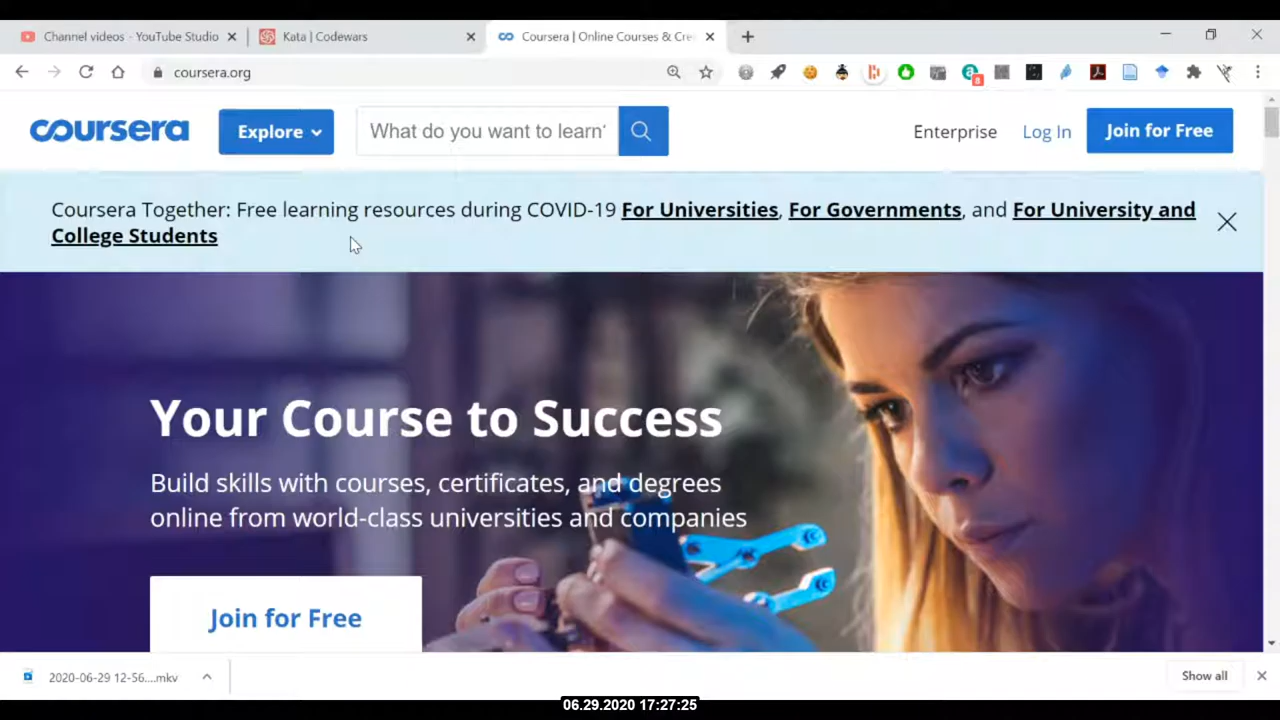 Channel videos - YouTube Studio
Kata | Codewars
Coursera | Online Courses & Cre
coursera.org
8
coursera
Explore
What do you want to learn'
Enterprise
Log In
Join for Free
Coursera Together: Free learning resources during COVID-19 For Universities, For Governments, and For University and
College Students
Your Course to Success
Build skills with courses, certificates, and degrees
online from world-class universities and companies
Join for Free
2020-06-29 12-56....mkv
Show all
06.29.2020 17:27:25